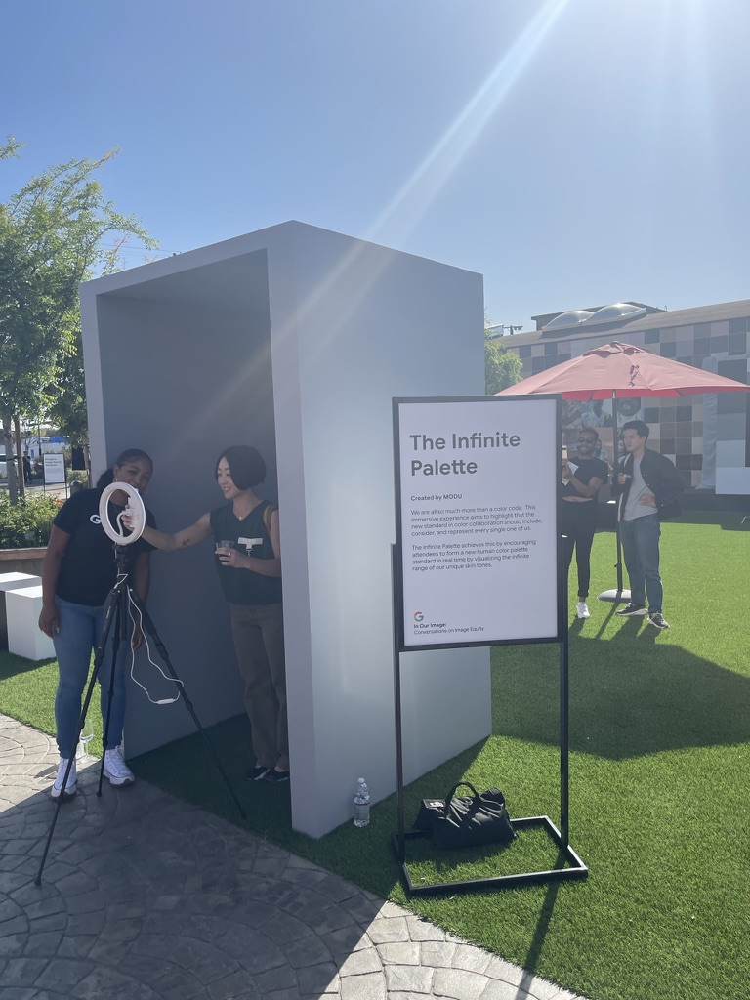 The Infinite
Palette
Created by MODU
We are all so much more than a color code. This
immersive experience aims to highlight that the
new standard in color collaboration should include,
consider, and represent every single one of us.
The Infinite Palette achieves this by encouraging
attendees to form a new human color palette
standard in real time by visualizing the infinite
range of our unique skin tones.
G
In Our Image:
Conversations on Image Equity
G